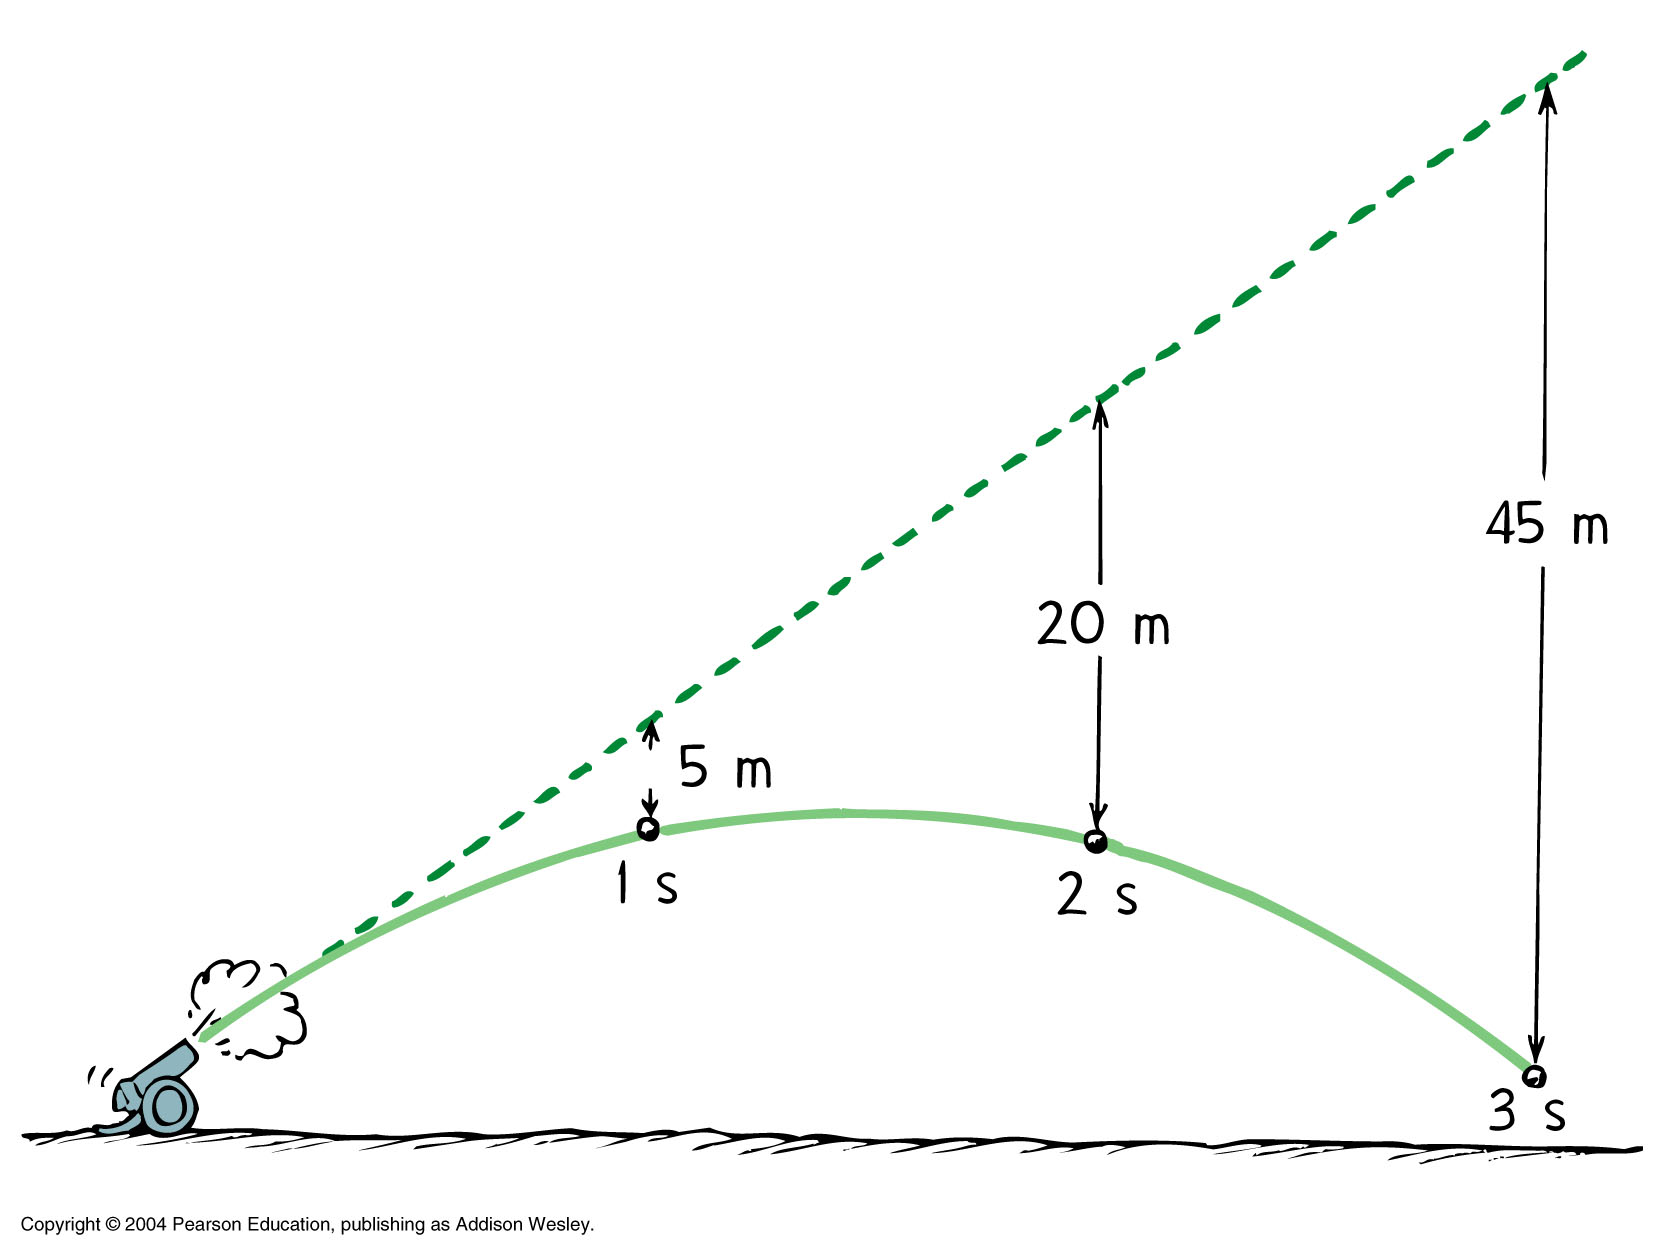 45 m
20 m
5 m
1 s
2 s
3 s
Copyright © 2004 Pearson Education, publishing as Addison Wesley.